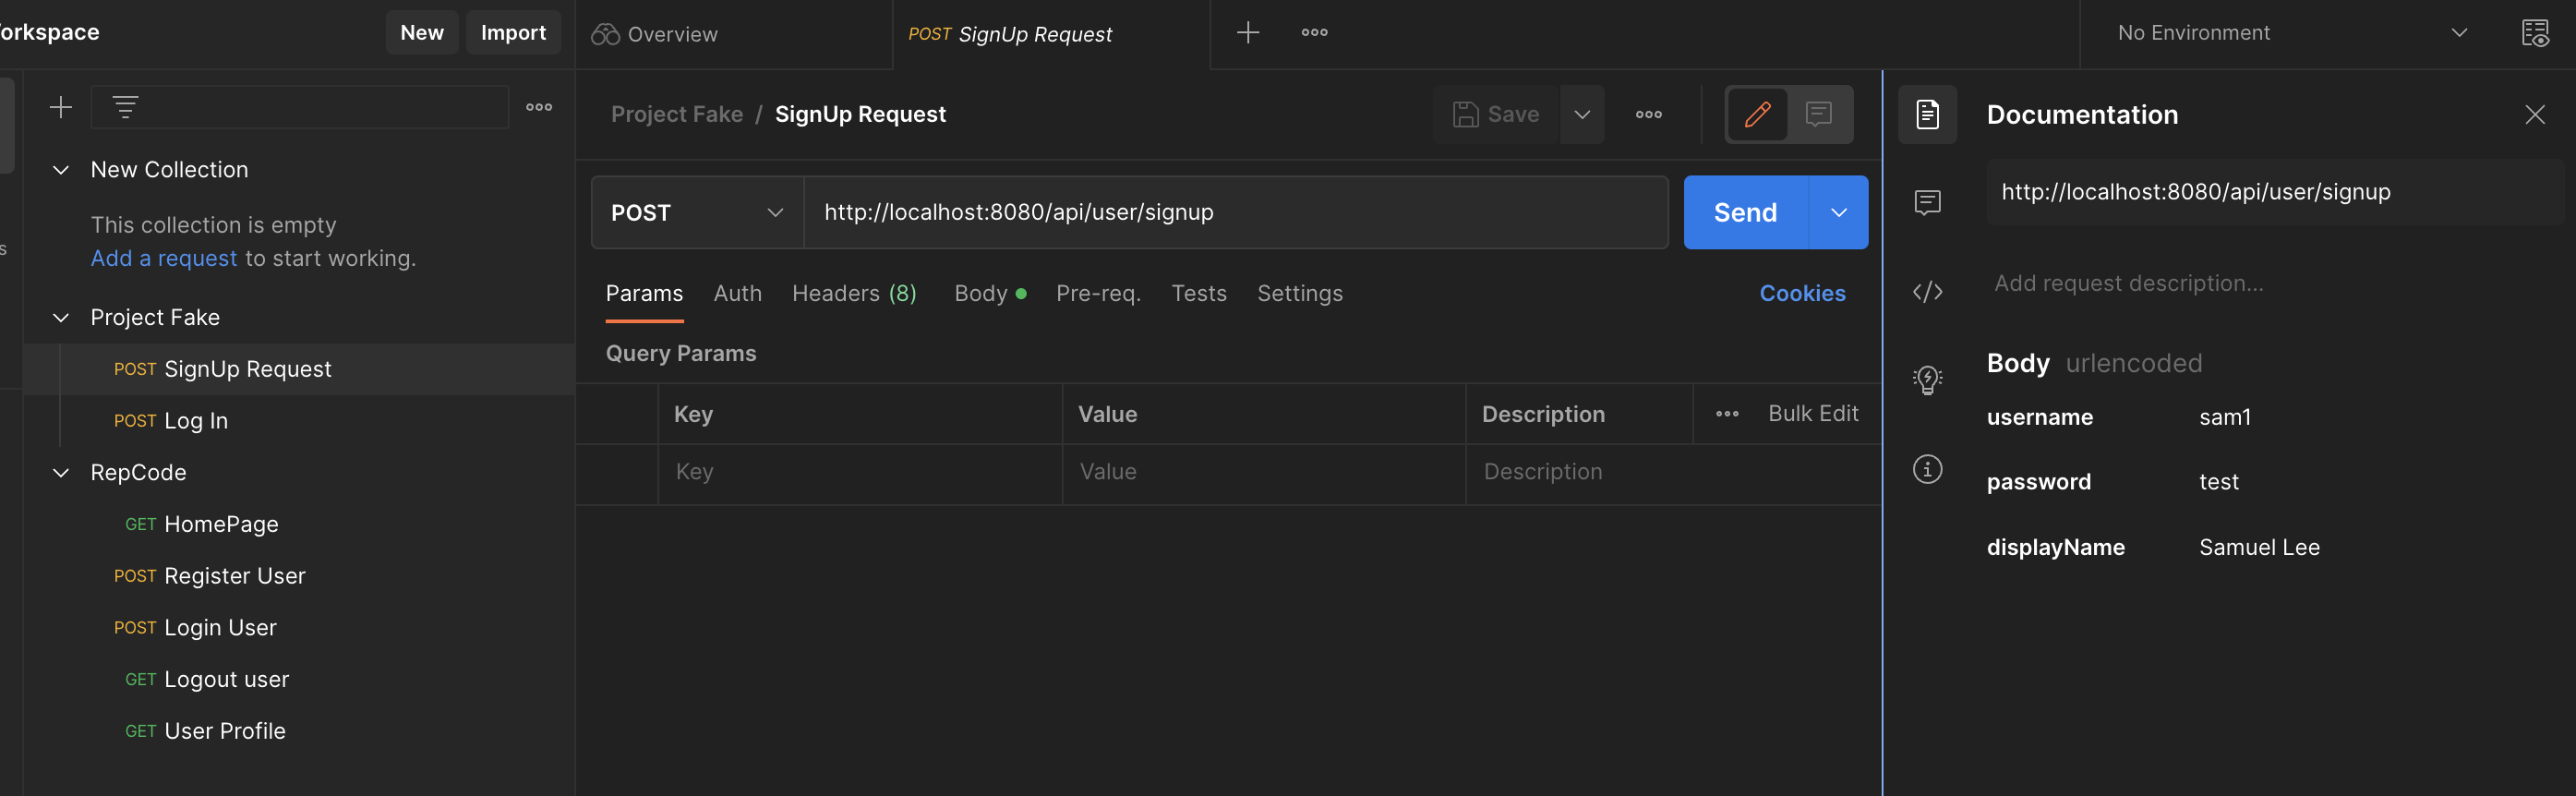 orkspace
New
Import
Overview
POST SignUp Request
No Environment
New Collection
This collection is empty
Add a request to start working.
Project Fake
POST SignUp Request
POST Log In
RepCode
GET HomePage
POST Register User
POST Login User
GET Logout user
GET User Profile
s
Project Fake / SignUp Request
Save
POST
http://localhost:8080/api/user/signup
Send
Params
Auth
Headers (8)
Body
Pre-req.
Tests
Settings
Cookies
Query Params
Key
Value
Description
Bulk Edit
Key
Value
Description
Documentation
http://localhost:8080/api/user/signup
Add request description...
Body urlencoded
username sam1
password test
displayName Samuel Lee